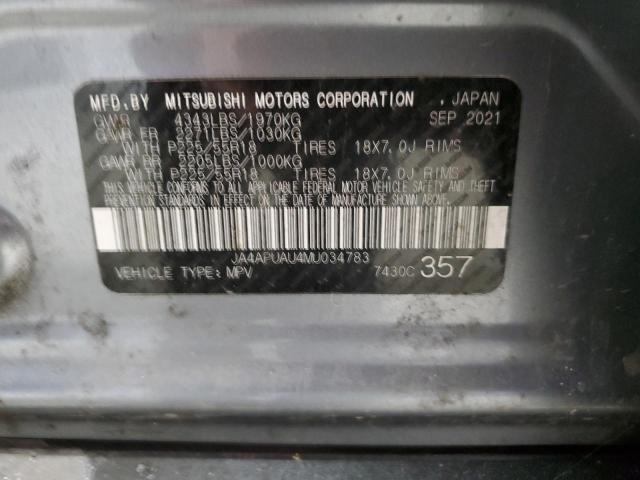 MFD.BY MITSUBISHI MOTORS CORPORATION , JAPAN
GVWR 4343LBS/1970KG SEP 2021
GAWR FR 2271LBS/1030KG
WITH P225/55R18 TIRES 18X7.0J RIMS
GAWR RR 2205LBS/1000KG
WITH P225/55R18 TIRES 18X7.0J RIMS
THIS VEHICLE CONFORMS TO ALL APPLICABLE FEDERAL MOTOR VEHICLE SAFETY AND THEFT
PREVENTION STANDARDS IN EFFECT ON THE DATE OF MANUFACTURE SHOWN ABOVE.
JA4APUAU4MU034783
VEHICLE TYPE: MPV 7430C 357